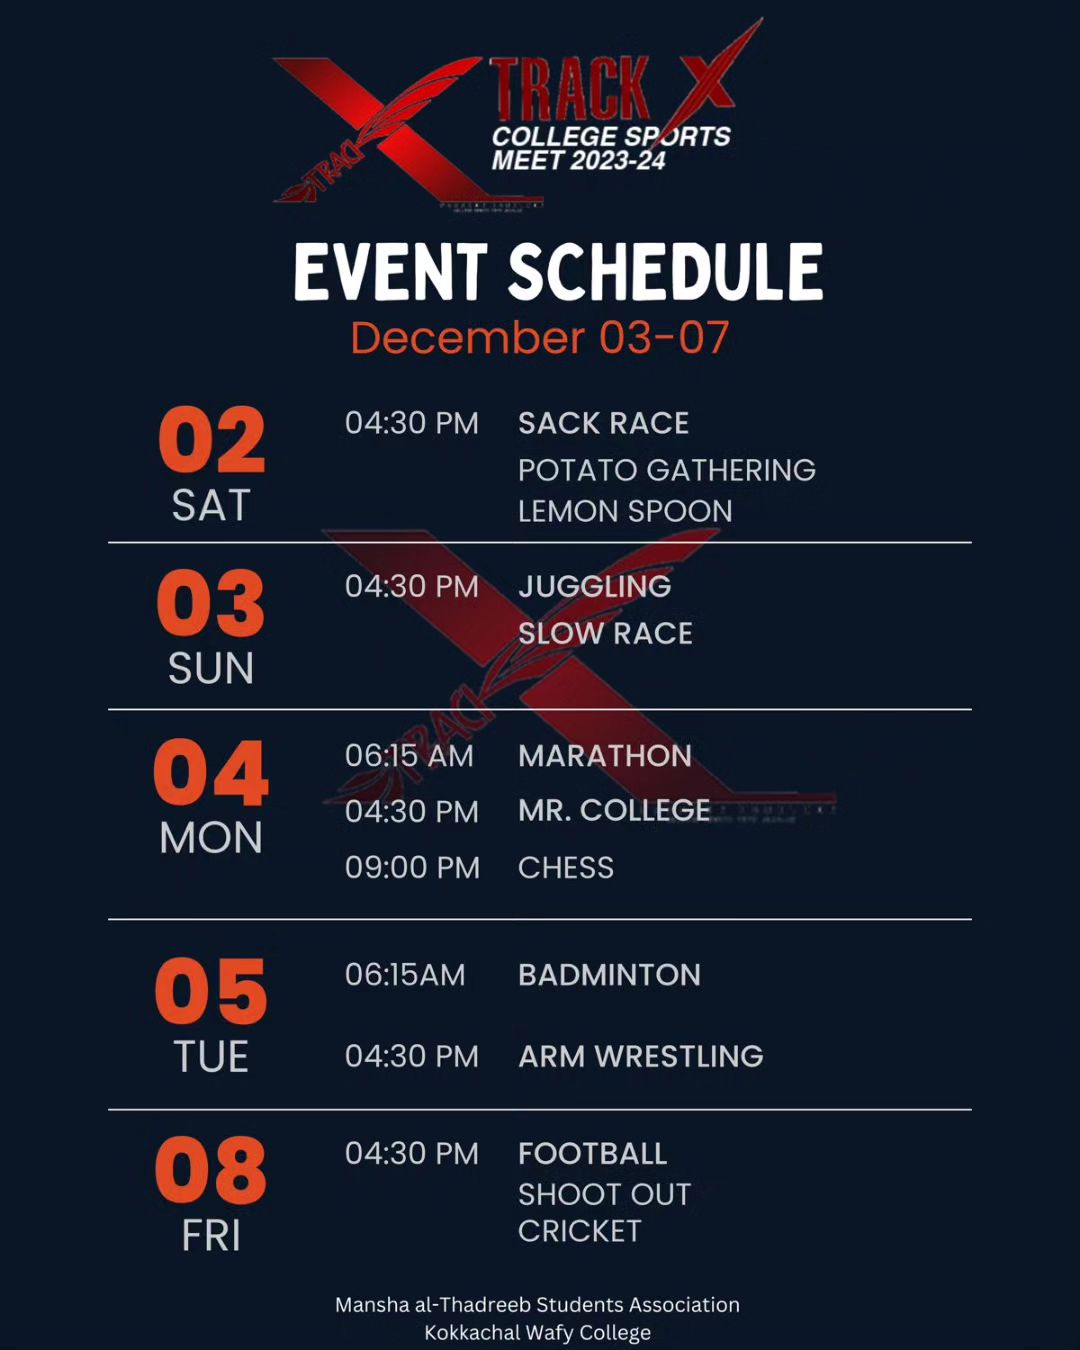 TRACK X
COLLEGE SPORTS
MEET 2023-24
TRACK
EVENT SCHEDULE
December 03-07
02 04:30 PM SACK RACE
POTATO GATHERING
SAT LEMON SPOON
03 04:30 PM JUGGLING
SLOW RACE
SUN
TRACK
04 06:15 AM MARATHON
04:30 PM MR. COLLEGE
MON
09:00 PM CHESS
05 06:15AM BADMINTON
TUE 04:30 PM ARM WRESTLING
08 04:30 PM FOOTBALL
SHOOT OUT
FRI CRICKET
Mansha al-Thadreeb Students Association
Kokkachal Wafy College